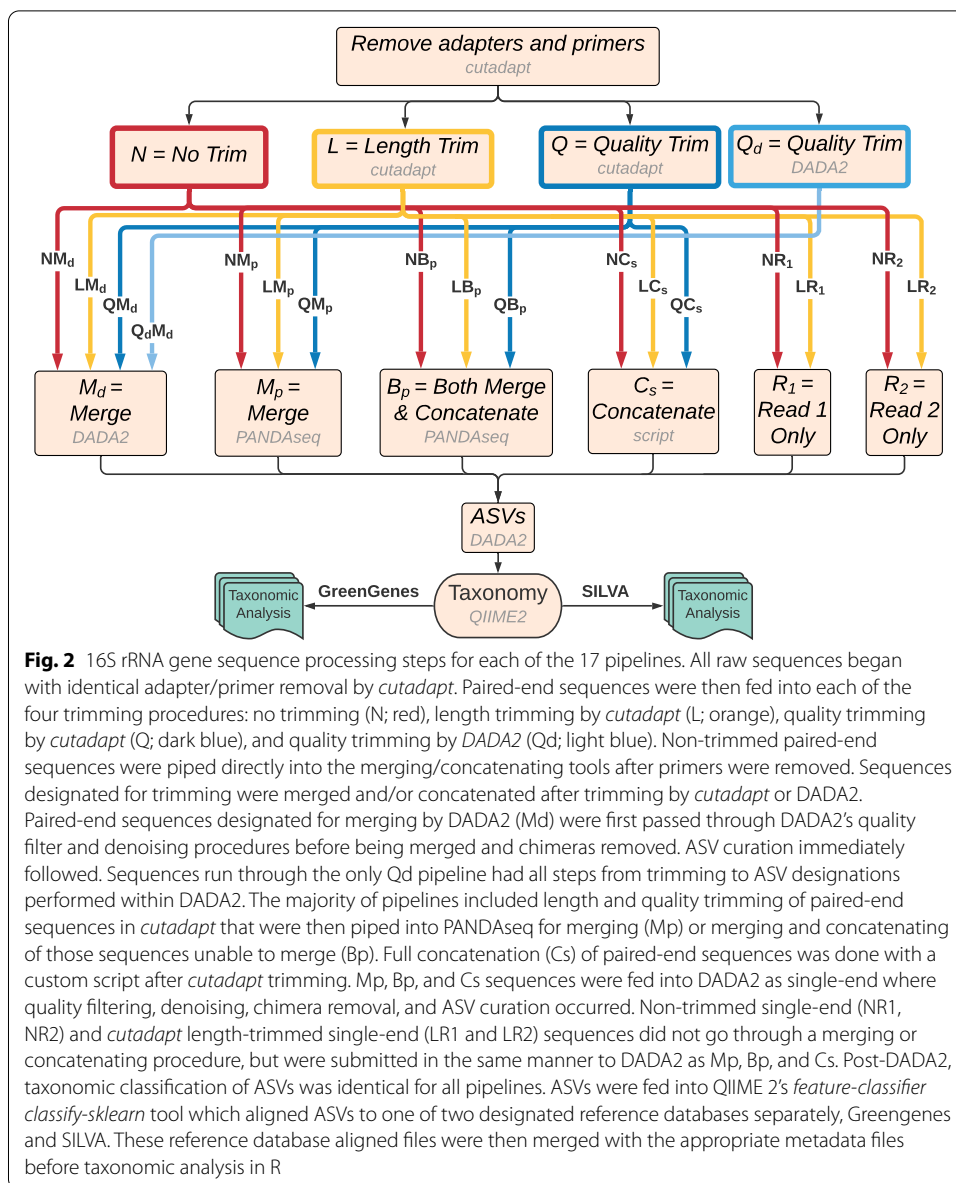 Remove adapters and primers
cutadapt
N = No Trim
L = Length Trim
cutadapt
Q = Quality Trim
cutadapt
Qd = Quality Trim
DADA2
NMd
LMd
QMd
QdMd
NMp
LMp
QMp
NBp
LBp
QBp
NCs
LCs
QCs
NR1
LR1
NR2
LR2
Md =
Merge
DADA2
Mp =
Merge
PANDAseq
Bp = Both Merge
& Concatenate
PANDAseq
Cs =
Concatenate
script
R1 =
Read 1
Only
R2 =
Read 2
Only
ASVs
DADA2
Taxonomic
Analysis
GreenGenes
Taxonomy
QIIME2
SILVA
Taxonomic
Analysis
Fig. 2 16S rRNA gene sequence processing steps for each of the 17 pipelines. All raw sequences began
with identical adapter/primer removal by cutadapt. Paired-end sequences were then fed into each of the
four trimming procedures: no trimming (N; red), length trimming by cutadapt (L; orange), quality trimming
by cutadapt (Q; dark blue), and quality trimming by DADA2 (Qd; light blue). Non-trimmed paired-end
sequences were piped directly into the merging/concatenating tools after primers were removed. Sequences
designated for trimming were merged and/or concatenated after trimming by cutadapt or DADA2.
Paired-end sequences designated for merging by DADA2 (Md) were first passed through DADA2's quality
filter and denoising procedures before being merged and chimeras removed. ASV curation immediately
followed. Sequences run through the only Qd pipeline had all steps from trimming to ASV designations
performed within DADA2. The majority of pipelines included length and quality trimming of paired-end
sequences in cutadapt that were then piped into PANDAseq for merging (Mp) or merging and concatenating
of those sequences unable to merge (Bp). Full concatenation (Cs) of paired-end sequences was done with a
custom script after cutadapt trimming. Mp, Bp, and Cs sequences were fed into DADA2 as single-end where
quality filtering, denoising, chimera removal, and ASV curation occurred. Non-trimmed single-end (NR1,
NR2) and cutadapt length-trimmed single-end (LR1 and LR2) sequences did not go through a merging or
concatenating procedure, but were submitted in the same manner to DADA2 as Mp, Bp, and Cs. Post-DADA2,
taxonomic classification of ASVs was identical for all pipelines. ASVs were fed into QIIME 2's feature-classifier
classify-sklearn tool which aligned ASVs to one of two designated reference databases separately, Greengenes
and SILVA. These reference database aligned files were then merged with the appropriate metadata files
before taxonomic analysis in R